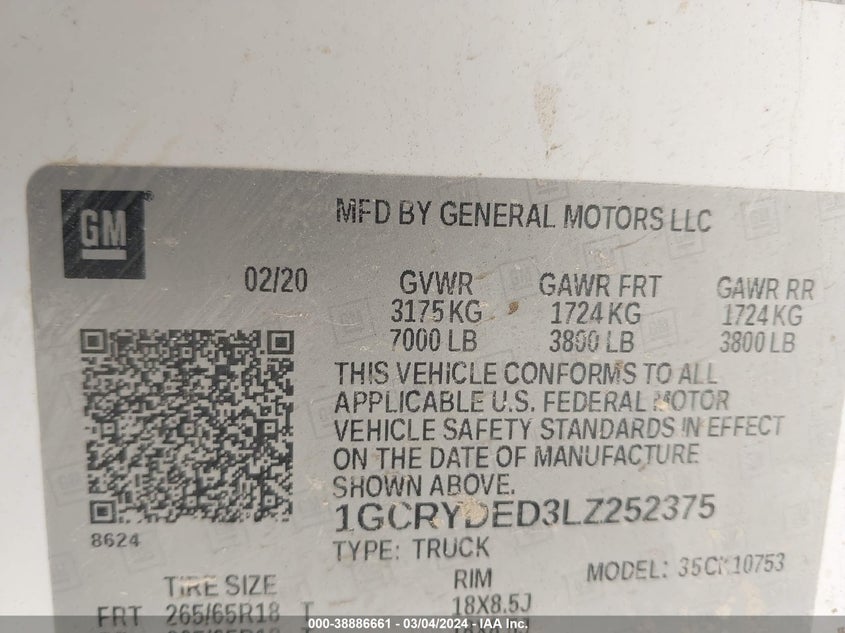 GM
MFD BY GENERAL MOTORS LLC
02/20
GVWR GAWR FRT GAWR RR
3175 KG 1724 KG 1724 KG
7000 LB 3800 LB 3800 LB
THIS VEHICLE CONFORMS TO ALL
APPLICABLE U.S. FEDERAL MOTOR
VEHICLE SAFETY STANDARDS IN EFFECT
ON THE DATE OF MANUFACTURE
SHOWN ABOVE.
1GCRYDED3LZ252375
8624
TYPE: TRUCK
MODEL: 35CK10753
TIRE SIZE RIM
FRT 265/65R18 T 18X8.5J
000-38886661 - 03/04/2024 - IAA Inc.